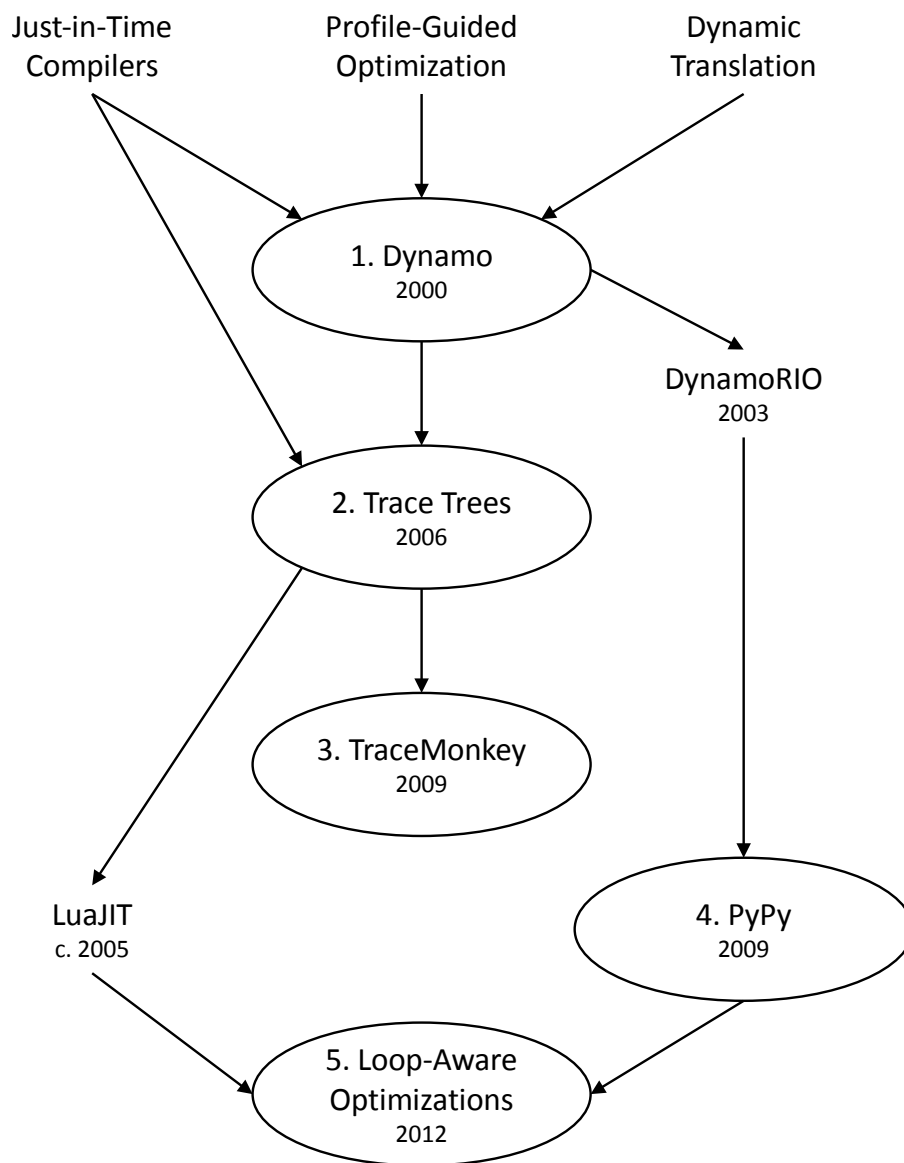 Just-in-Time
Compilers
Profile-Guided
Optimization
Dynamic
Translation
1. Dynamo
2000
DynamoRIO
2003
2. Trace Trees
2006
3. TraceMonkey
2009
LuaJIT
c. 2005
4. PyPy
2009
5. Loop-Aware
Optimizations
2012